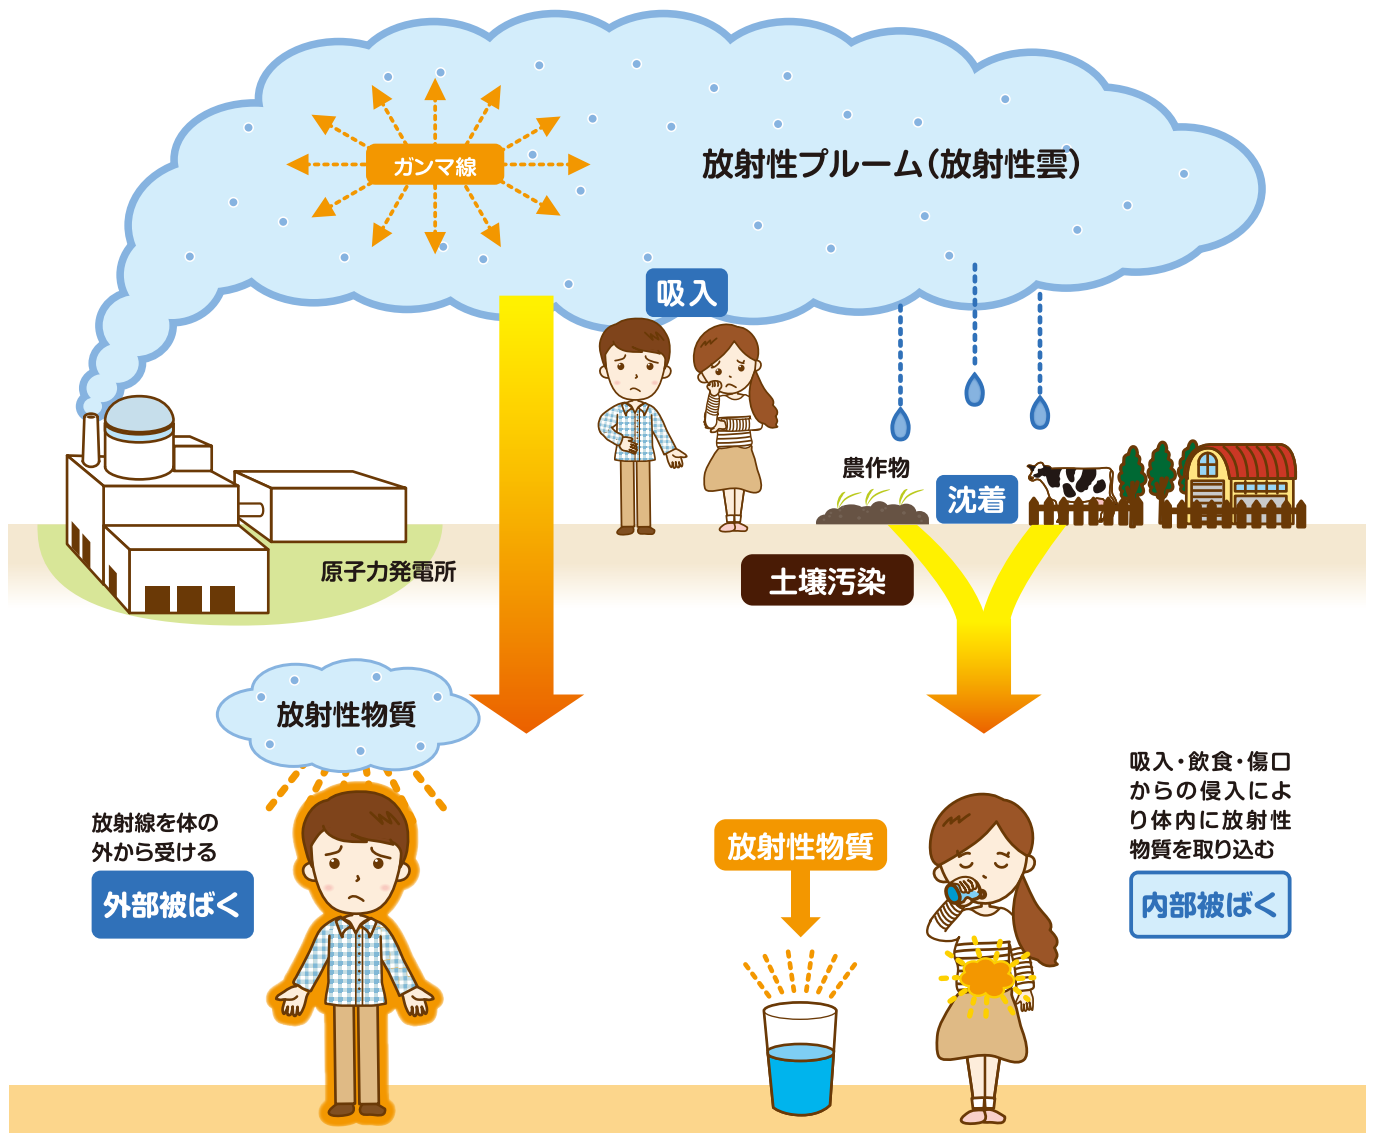 ガンマ線
放射性プルーム（放射性雲）
吸入
農作物
沈着
原子力発電所
土壌汚染
放射性物質
放射線を体の
外から受ける
外部被ばく
放射性物質
吸入・飲食・傷口
からの侵入によ
り体内に放射性
物質を取り込む
内部被ばく